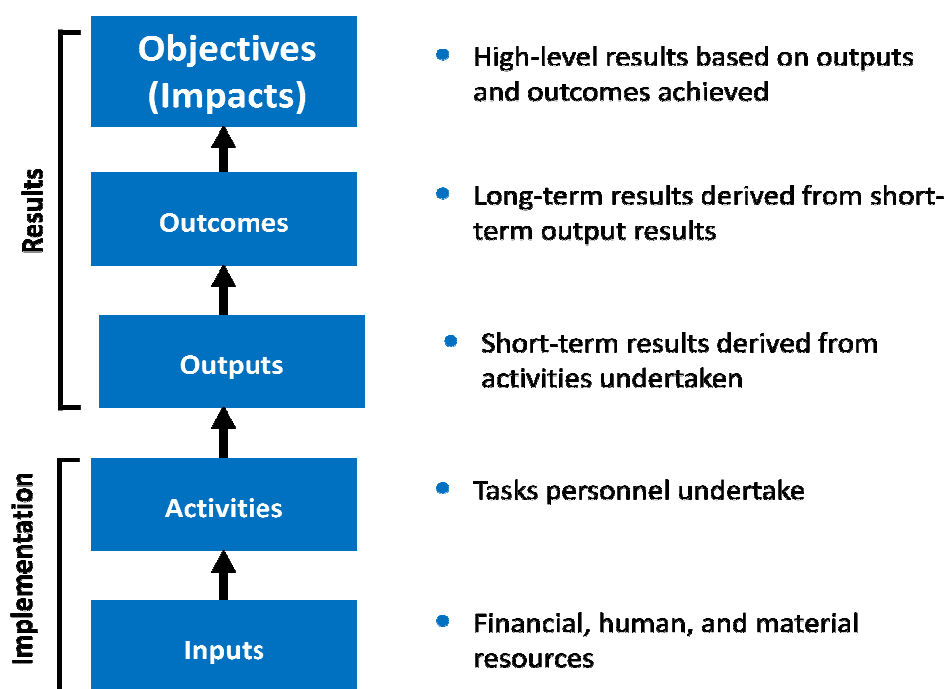 Results
Objectives
(Impacts)
• High-level results based on outputs
and outcomes achieved
Outcomes
• Long-term results derived from short-
term output results
Outputs
• Short-term results derived from
activities undertaken
Implementation
Activities
• Tasks personnel undertake
Inputs
• Financial, human, and material
resources